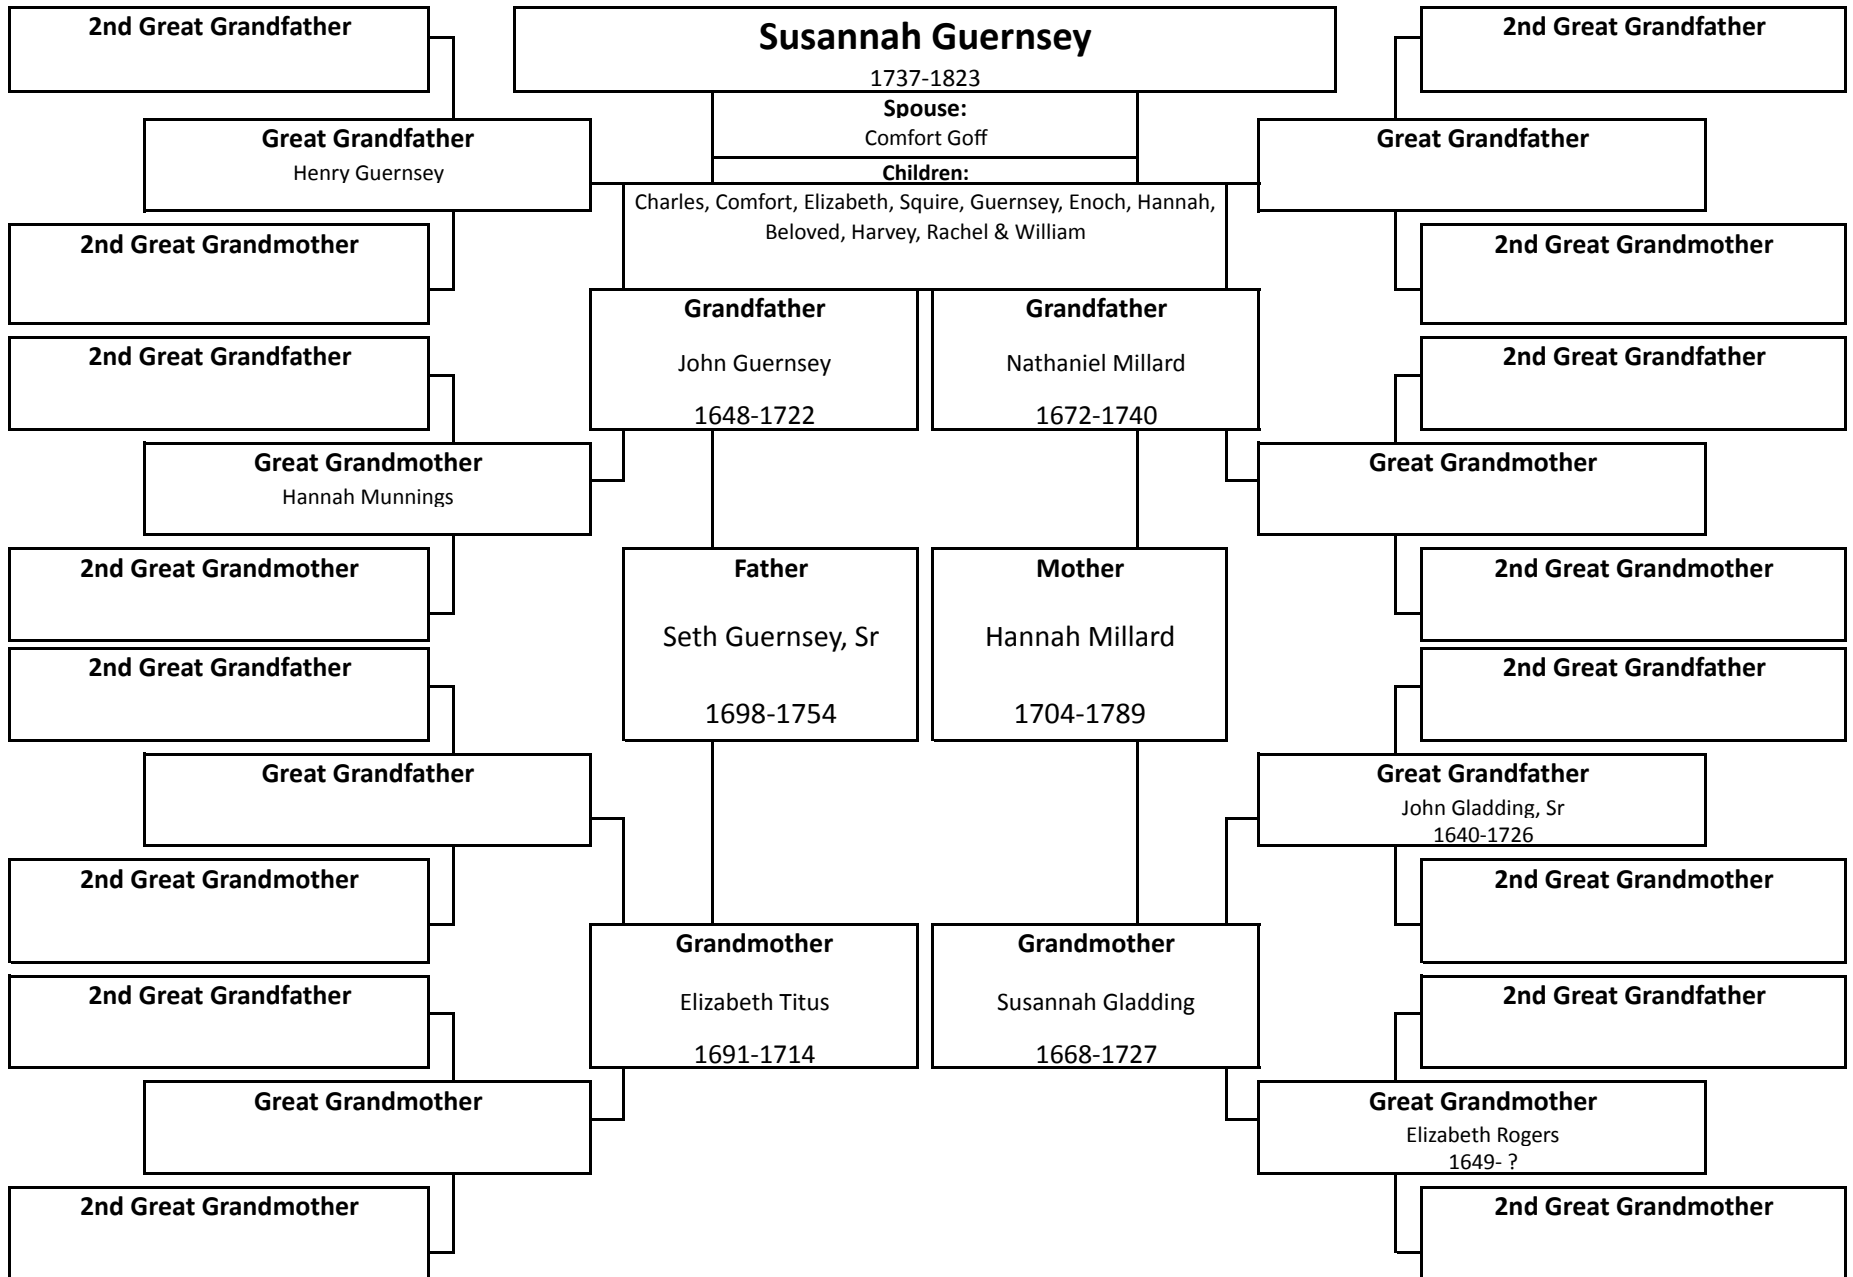 Susannah Guernsey
1737-1823
Spouse:
Comfort Goff
Children:
Charles, Comfort, Elizabeth, Squire, Guernsey, Enoch, Hannah,
Beloved, Harvey, Rachel & William
2nd Great Grandfather
Great Grandfather
Henry Guernsey
2nd Great Grandmother
2nd Great Grandfather
Great Grandmother
Hannah Munnings
2nd Great Grandmother
2nd Great Grandfather
Great Grandfather
2nd Great Grandmother
2nd Great Grandfather
Great Grandmother
2nd Great Grandmother
Grandfather
John Guernsey
1648-1722
Father
Seth Guernsey, Sr
1698-1754
Grandmother
Elizabeth Titus
1691-1714
Grandfather
Nathaniel Millard
1672-1740
Mother
Hannah Millard
1704-1789
Grandmother
Susannah Gladding
1668-1727
2nd Great Grandfather
Great Grandfather
2nd Great Grandmother
2nd Great Grandfather
Great Grandmother
2nd Great Grandmother
2nd Great Grandfather
Great Grandfather
John Gladding, Sr
1640-1726
2nd Great Grandmother
2nd Great Grandfather
Great Grandmother
Elizabeth Rogers
1649- ?
2nd Great Grandmother